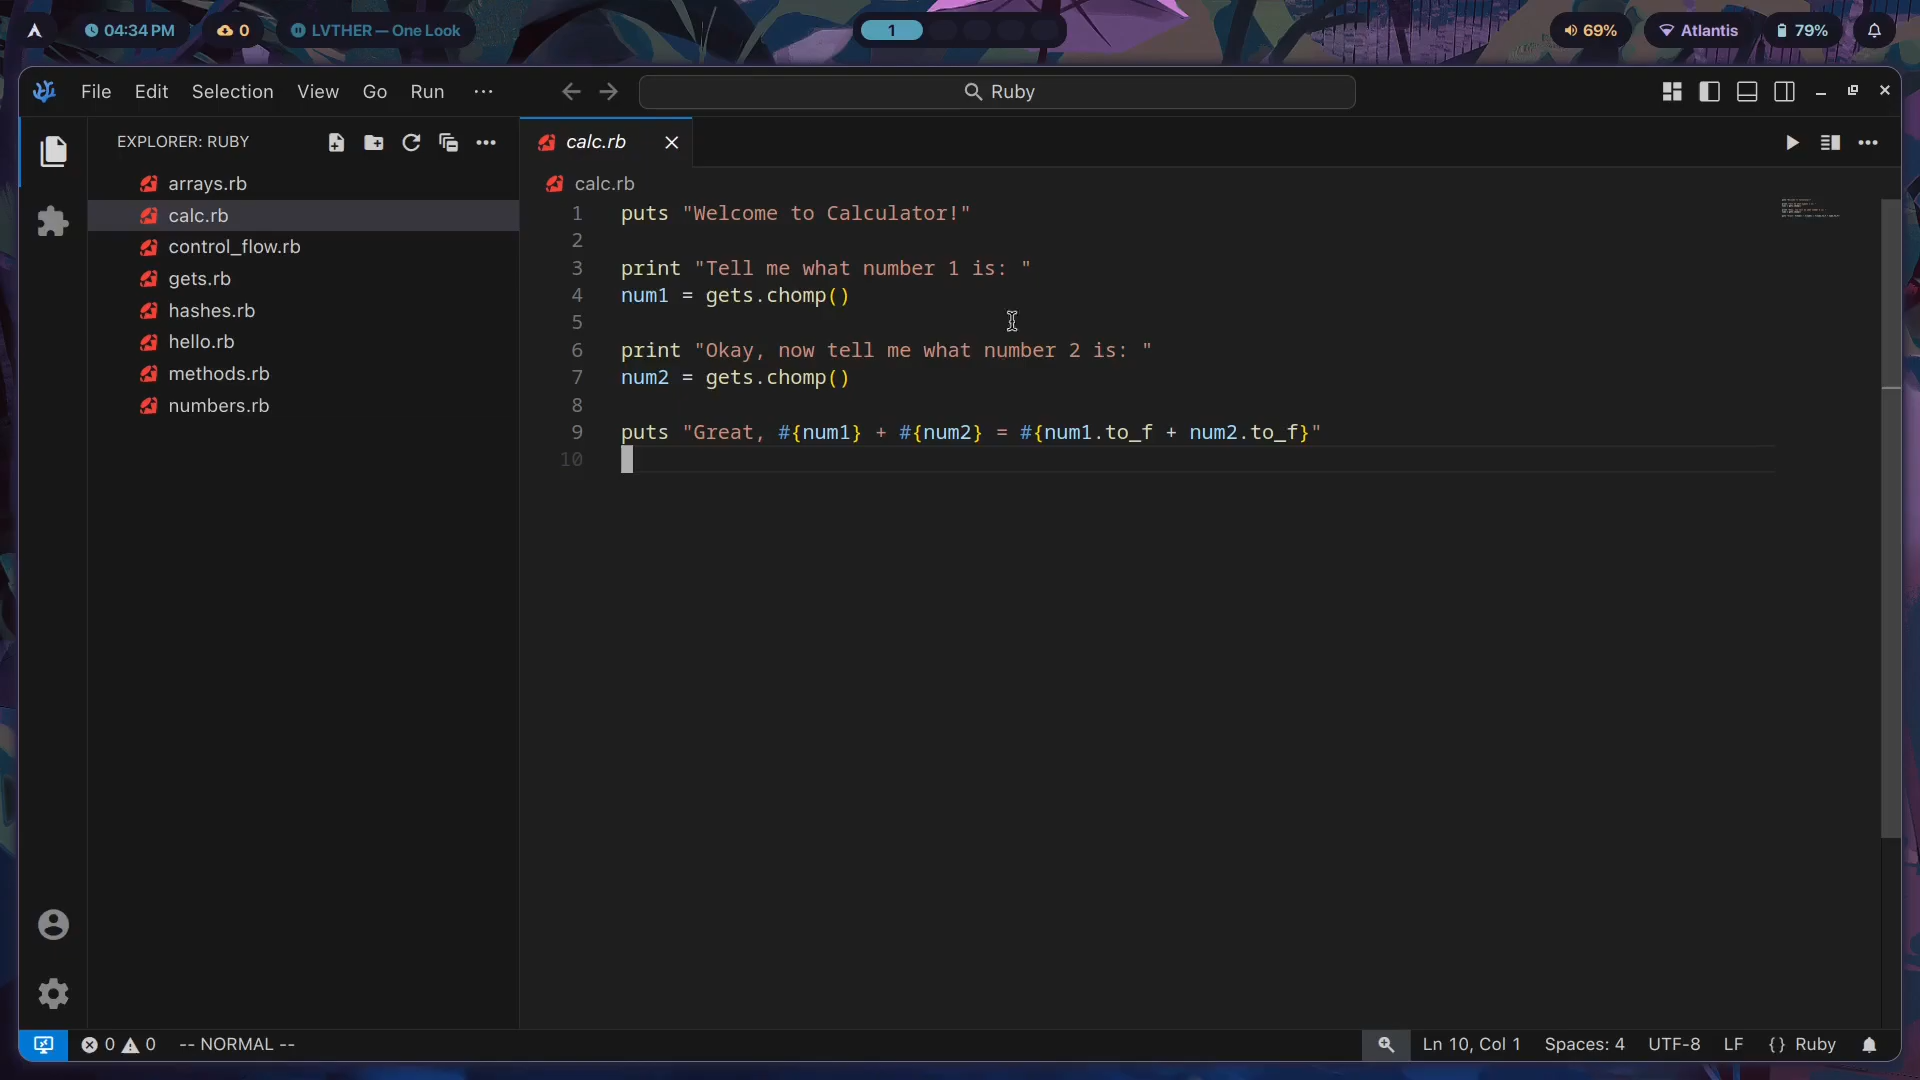 04:34 PM 0 LVTHER — One Look 1 69% Atlantis 79%
File Edit Selection View Go Run ··· Ruby
EXPLORER: RUBY
arrays.rb
calc.rb
control_flow.rb
gets.rb
hashes.rb
hello.rb
methods.rb
numbers.rb
calc.rb
calc.rb
1 puts "Welcome to Calculator!"
2
3 print "Tell me what number 1 is: "
4 num1 = gets.chomp()
5
6 print "Okay, now tell me what number 2 is: "
7 num2 = gets.chomp()
8
9 puts "Great, #{num1} + #{num2} = #{num1.to_f + num2.to_f}"
10
0 0 -- NORMAL -- Ln 10, Col 1 Spaces: 4 UTF-8 LF {} Ruby